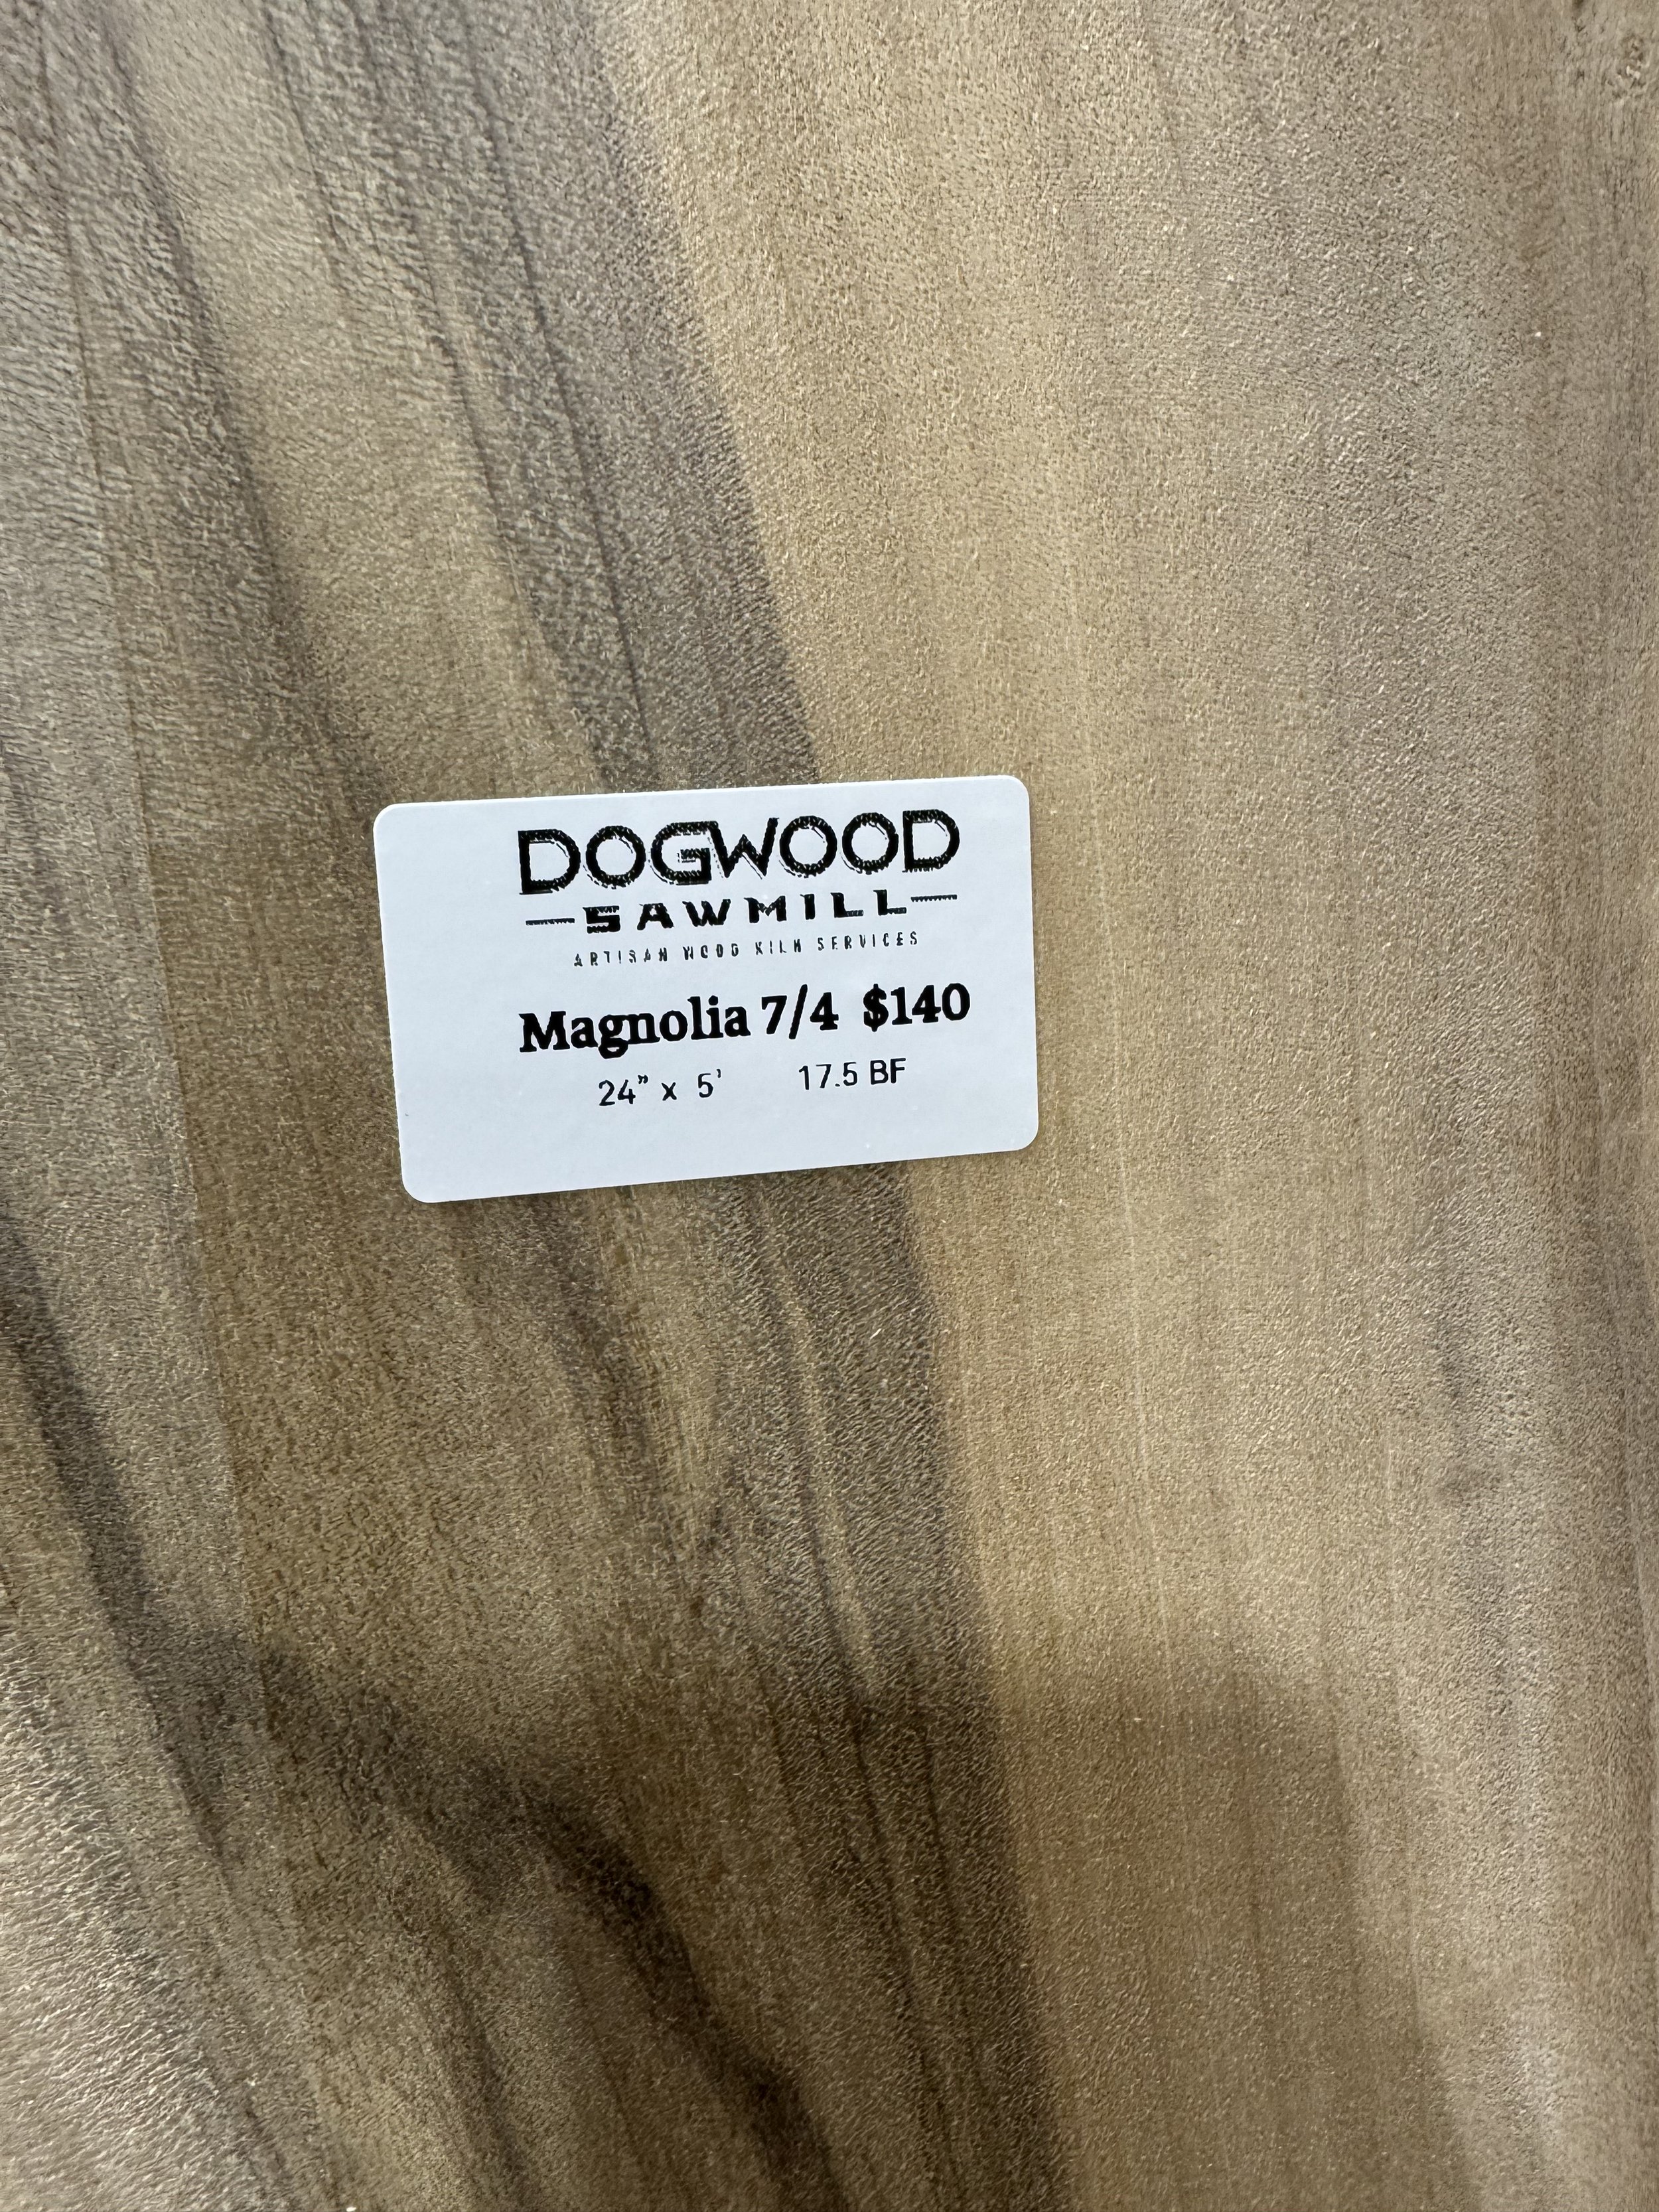 DOGWOOD
SAWMILL
ARTISAN WOOD KILN SERVICES
Magnolia 7/4 $140
24" x 5' 17.5 BF